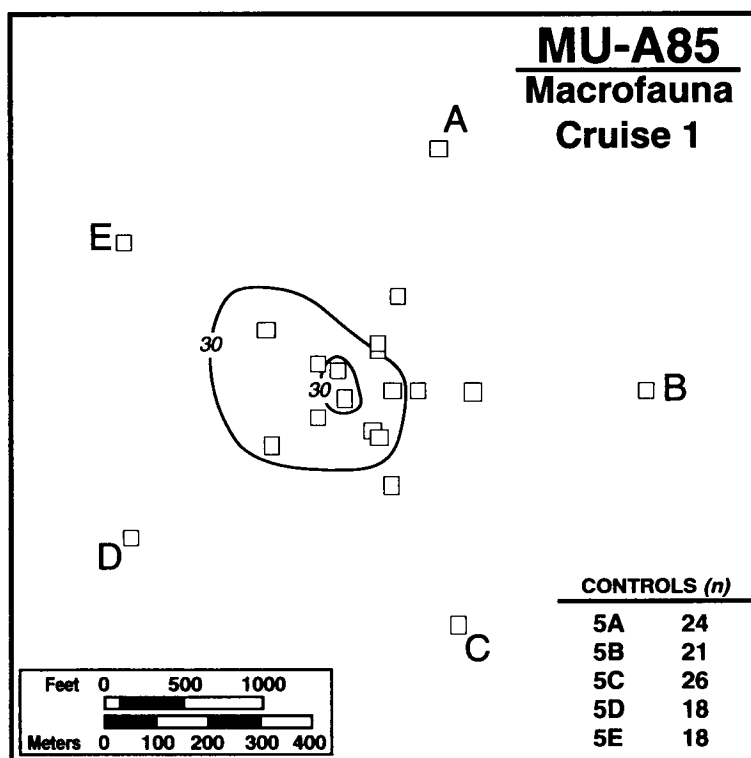 MU-A85
Macrofauna
Cruise 1
A
E
30
30
B
D
C
CONTROLS (n)
5A 24
5B 21
5C 26
5D 18
5E 18
Feet 0 500 1000
Meters 0 100 200 300 400